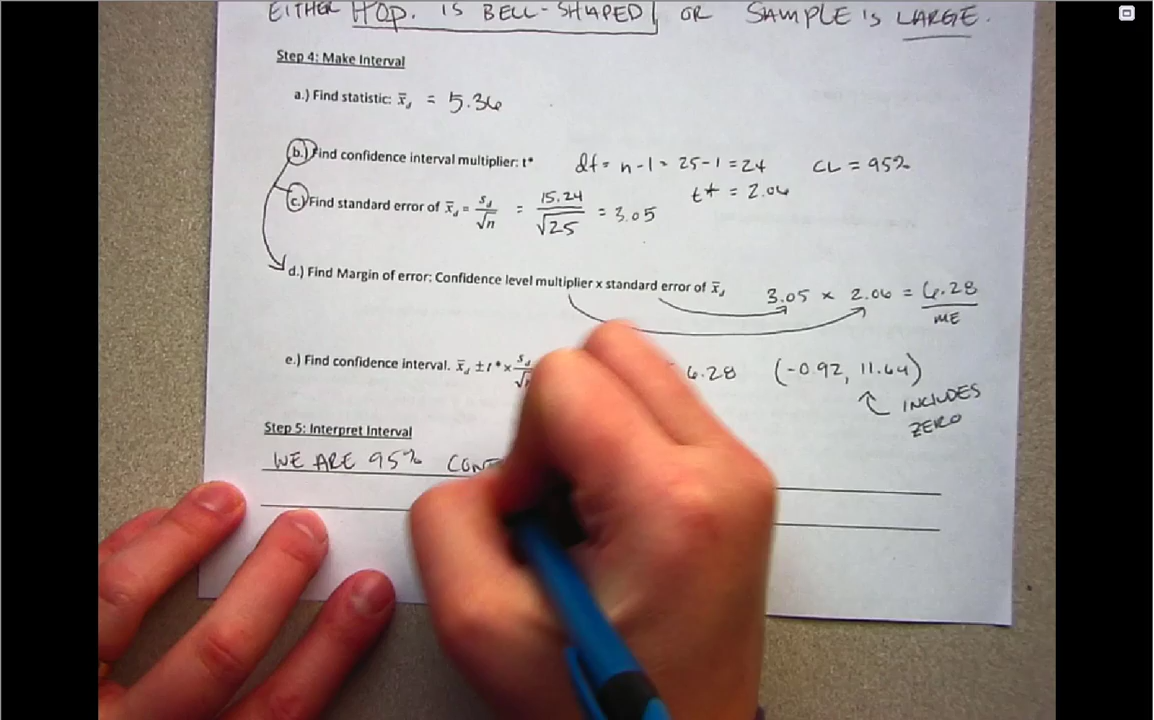 EITHER POP. IS BELL-SHAPED, OR SAMPLE IS LARGE.
Step 4: Make Interval
a.) Find statistic: x̄d = 5.36
b.) Find confidence interval multiplier: t* df = n-1 = 25-1 = 24 CL = 95%
t* = 2.06
c.) Find standard error of x̄d = sd/√n = 15.24/√25 = 3.05
d.) Find Margin of error: Confidence level multiplier x standard error of x̄d 3.05 x 2.06 = 6.28
ME
e.) Find confidence interval. x̄d ± t* × sd 6.28 (-0.92, 11.64)
INCLUDES
ZERO
Step 5: Interpret Interval
WE ARE 95%